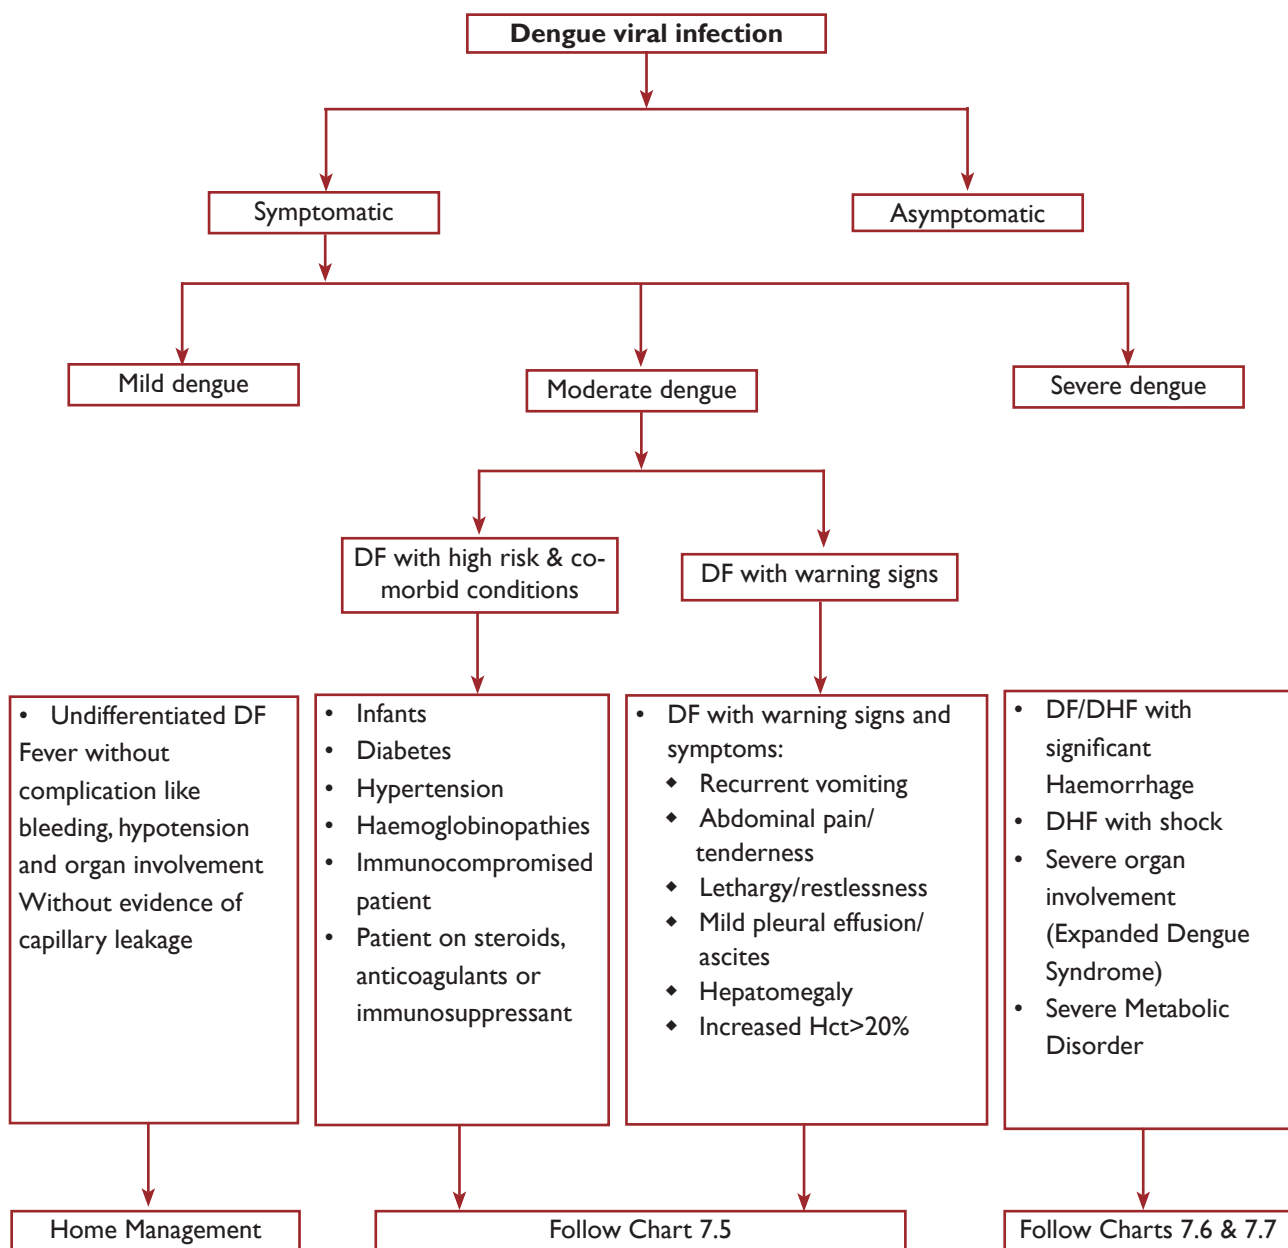 Dengue viral infection
Symptomatic
Asymptomatic
Mild dengue
Moderate dengue
Severe dengue
DF with high risk & co-
morbid conditions
DF with warning signs
• Undifferentiated DF
Fever without
complication like
bleeding, hypotension
and organ involvement
Without evidence of
capillary leakage
• Infants
• Diabetes
• Hypertension
• Haemoglobinopathies
• Immunocompromised
patient
• Patient on steroids,
anticoagulants or
immunosuppressant
• DF with warning signs and
symptoms:
◆ Recurrent vomiting
◆ Abdominal pain/
tenderness
◆ Lethargy/restlessness
◆ Mild pleural effusion/
ascites
◆ Hepatomegaly
◆ Increased Hct>20%
• DF/DHF with
significant
Haemorrhage
• DHF with shock
• Severe organ
involvement
(Expanded Dengue
Syndrome)
• Severe Metabolic
Disorder
Home Management
Follow Chart 7.5
Follow Charts 7.6 & 7.7